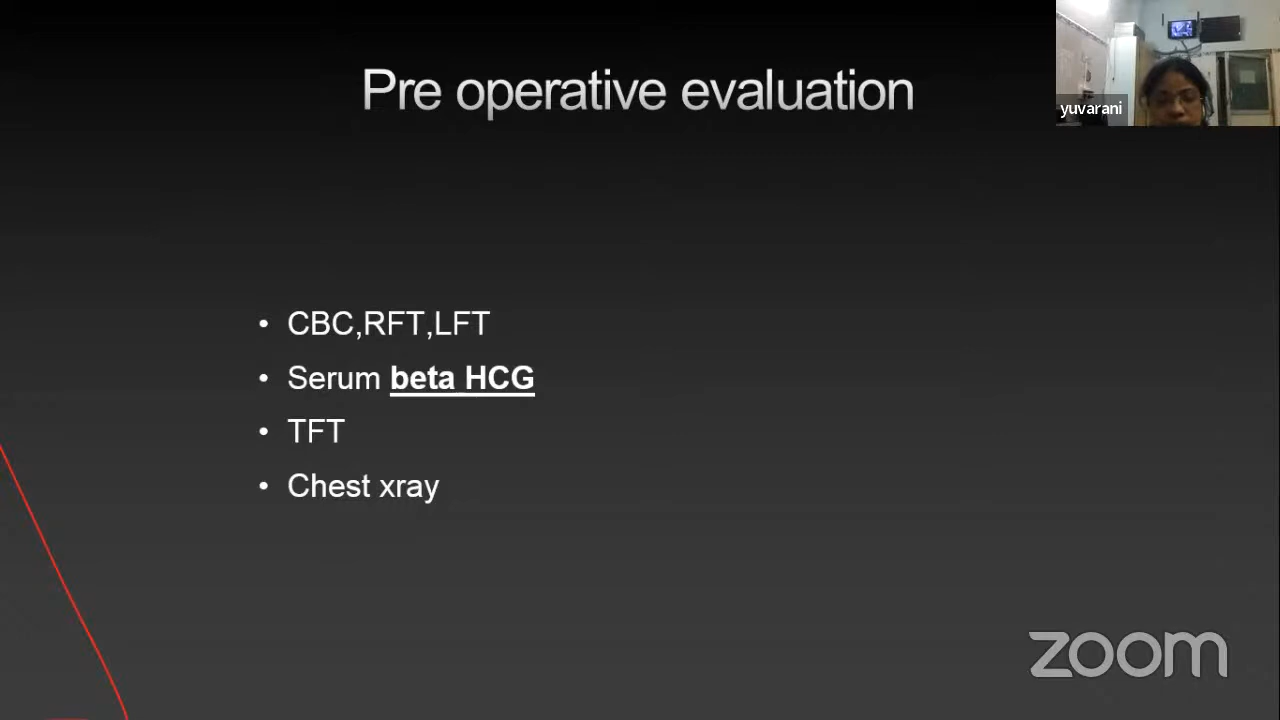 Pre operative evaluation
yuvarani
• CBC,RFT,LFT
• Serum beta HCG
• TFT
• Chest xray
zoom